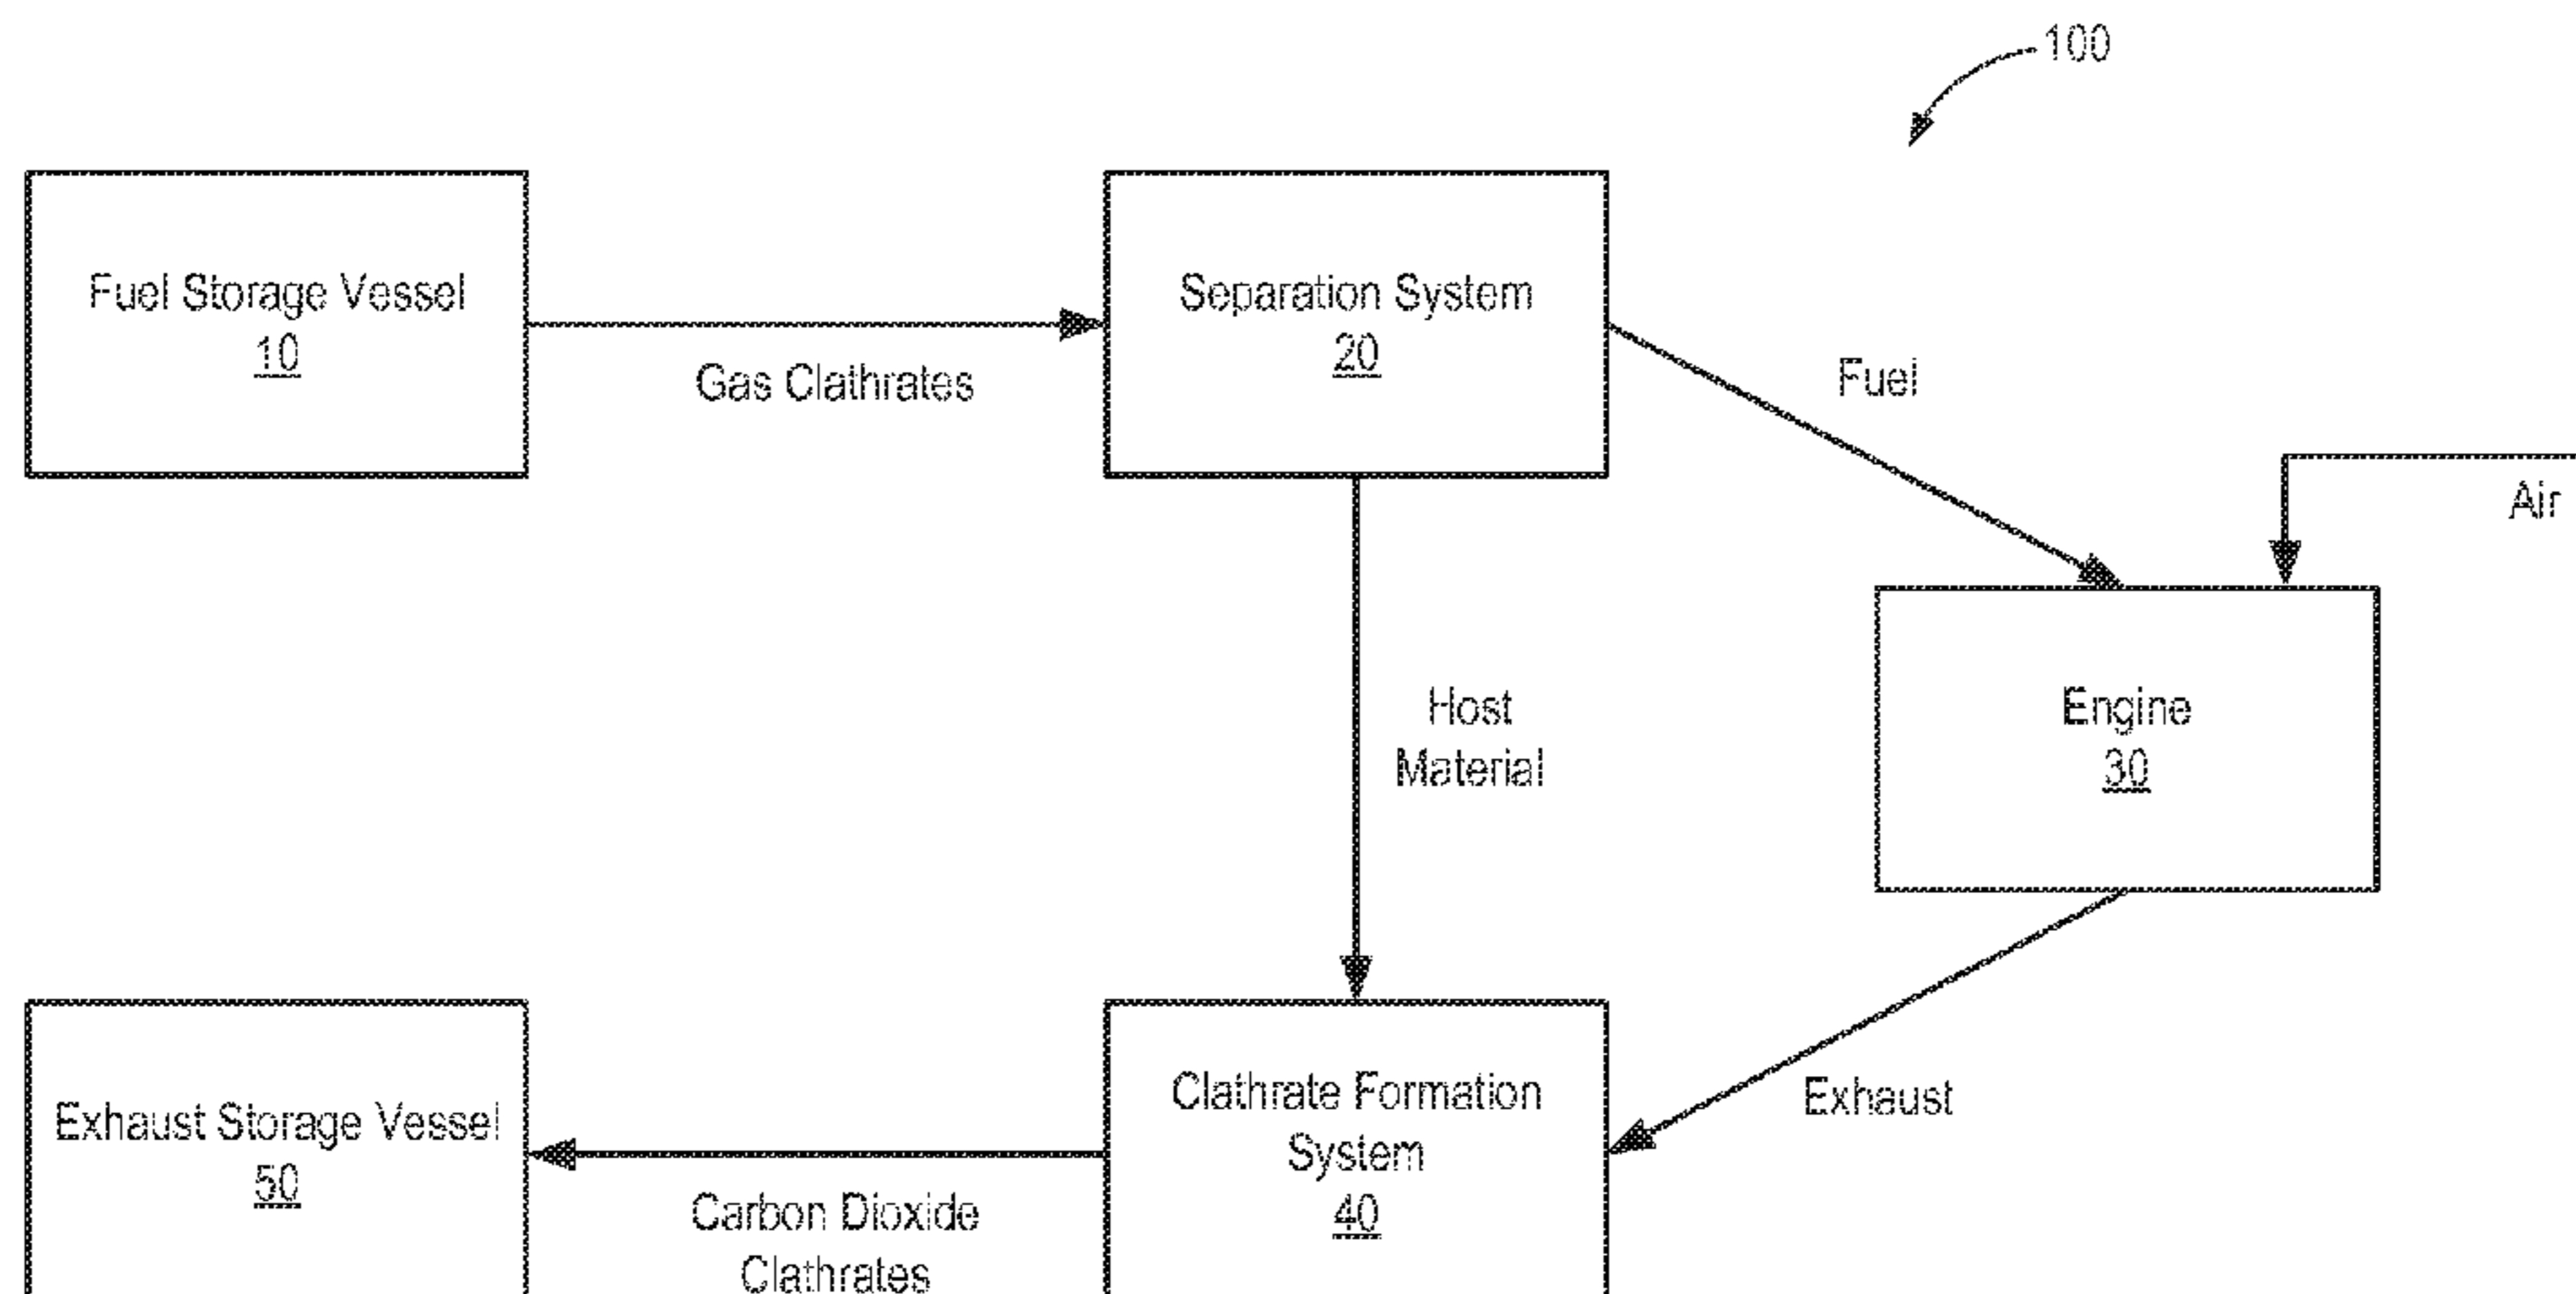 100
Fuel Storage Vessel
10
Gas Clathrates
Separation System
20
Fuel
Air
Host
Material
Engine
30
Exhaust Storage Vessel
50
Carbon Dioxide
Clathrates
Clathrate Formation
System
40
Exhaust